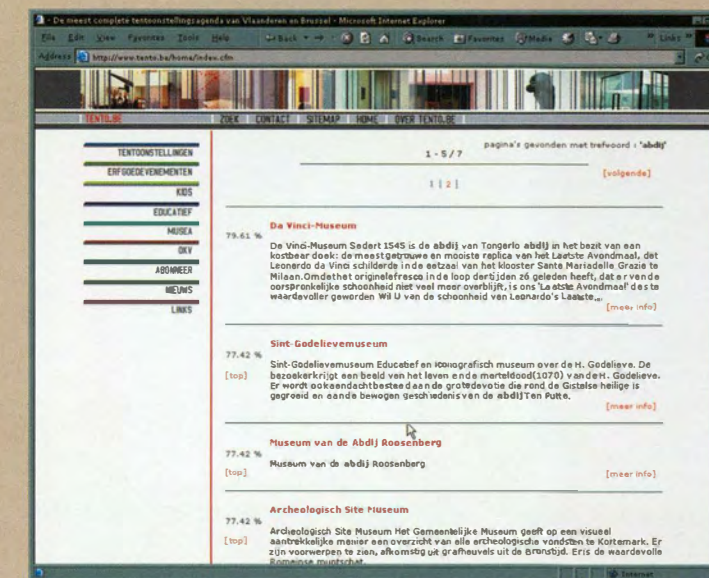 - De meest complete tentoonstellingsagenda van Vlaanderen en Brussel - Microsoft Internet Explorer
File Edit View Favorites Tools Help
Back Search Favorites Media Links
Address http://www.tento.be/home/index.cfm
TENTO.BE ZOEK CONTACT SITEMAP HOME OVER TENTO.BE
TENTOONSTELLINGEN
ERFGOEDEVENEMENTEN
KIDS
EDUCATIEF
MUSEA
OKV
ABONNEER
NIEUWS
LINKS
pagina's gevonden met trefwoord : 'abdij'
1 - 5 / 7
[volgende]
1 | 2 |
Da Vinci-Museum
79.61 %
De Vinci-Museum Sedert 1545 is de abdij van Tongerlo abdij in het bezit van een
kostbaar doek: de meest getrouwe en mooiste replica van het Laatste Avondmaal, dat
Leonardo da Vinci schilderde in de eetzaal van het klooster Santa Maria delle Grazie te
Milaan. Omdat het originele fresco in de loop der tijden zó geleden heeft, dat er van de
oorspronkelijke schoonheid niet veel meer overblijft, is ons 'Laatste Avondmaal' des te
waardevoller geworden Wil U van de schoonheid van Leonardo's Laatste...
[meer info]
Sint-Godelievemuseum
77.42 %
[top]
Sint-Godelievemuseum Educatief en iconografisch museum over de H. Godelieve. De
bezoeker krijgt een beeld van het leven en de marteldood (1070) van de H. Godelieve.
Er wordt ook aandacht besteed aan de grote devotie die rond de Gistelse heilige is
gegroeid en aan de bewogen geschiedenis van de abdij Ten Putte.
[meer info]
Museum van de Abdij Roosenberg
77.42 %
[top]
Museum van de abdij Roosenberg
[meer info]
Archeologisch Site Museum
77.42 %
[top]
Archeologisch Site Museum Het Gemeentelijke Museum geeft op een visueel
aantrekkelijke manier een overzicht van alle archeologische vondsten te Kortemark. Er
zijn voorwerpen te zien, afkomstig uit grafheuvels uit de Bronstijd. Er is de waardevolle
Romeinse muntschat.
Internet